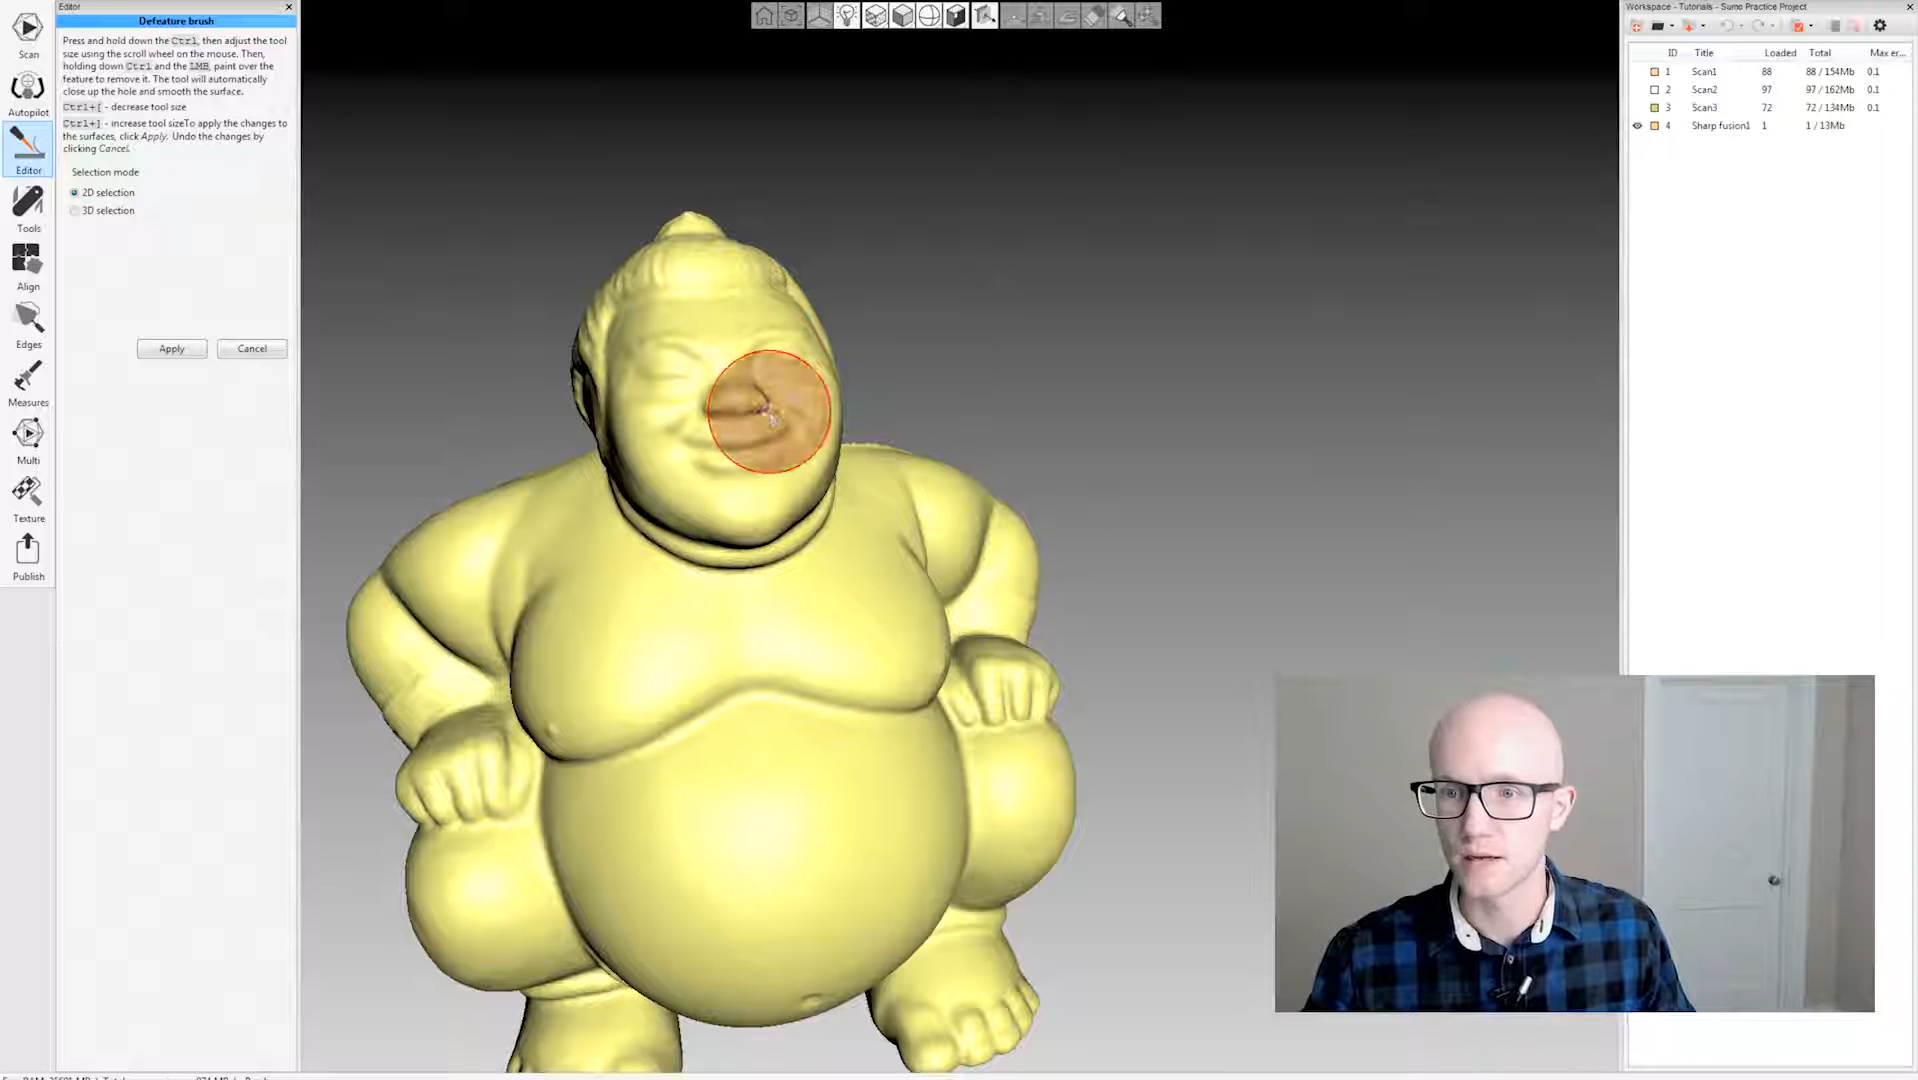 Editor
Defeature brush
Press and hold down the Ctrl, then adjust the tool
size using the scroll wheel on the mouse. Then,
holding down Ctrl and the LMB, paint over the
feature to remove it. The tool will automatically
close up the hole and smooth the surface.
Ctrl+[ - decrease tool size
Ctrl+] - increase tool sizeTo apply the changes to
the surfaces, click Apply. Undo the changes by
clicking Cancel.
Selection mode
2D selection
3D selection
Apply
Cancel
Scan
Autopilot
Editor
Tools
Align
Edges
Measures
Multi
Texture
Publish
Workspace - Tutorials - Sumo Practice Project
ID Title Loaded Total Max er...
1 Scan1 88 88 / 154Mb 0.1
2 Scan2 97 97 / 162Mb 0.1
3 Scan3 72 72 / 134Mb 0.1
4 Sharp fusion1 1 1 / 13Mb